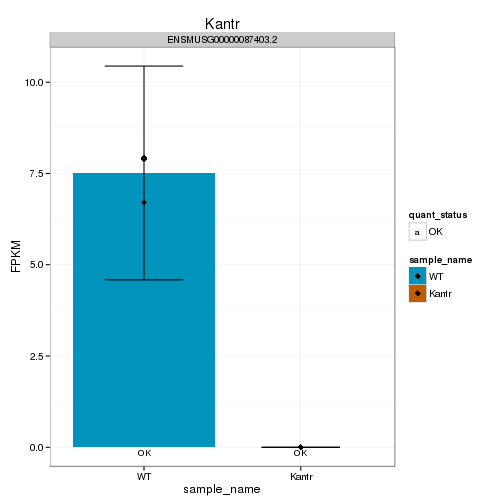 Kantr
ENSMUSG00000087403.2
FPKM
10.0
7.5
5.0
2.5
0.0
OK
OK
WT
Kantr
sample_name
quant_status
a OK
sample_name
WT
Kantr